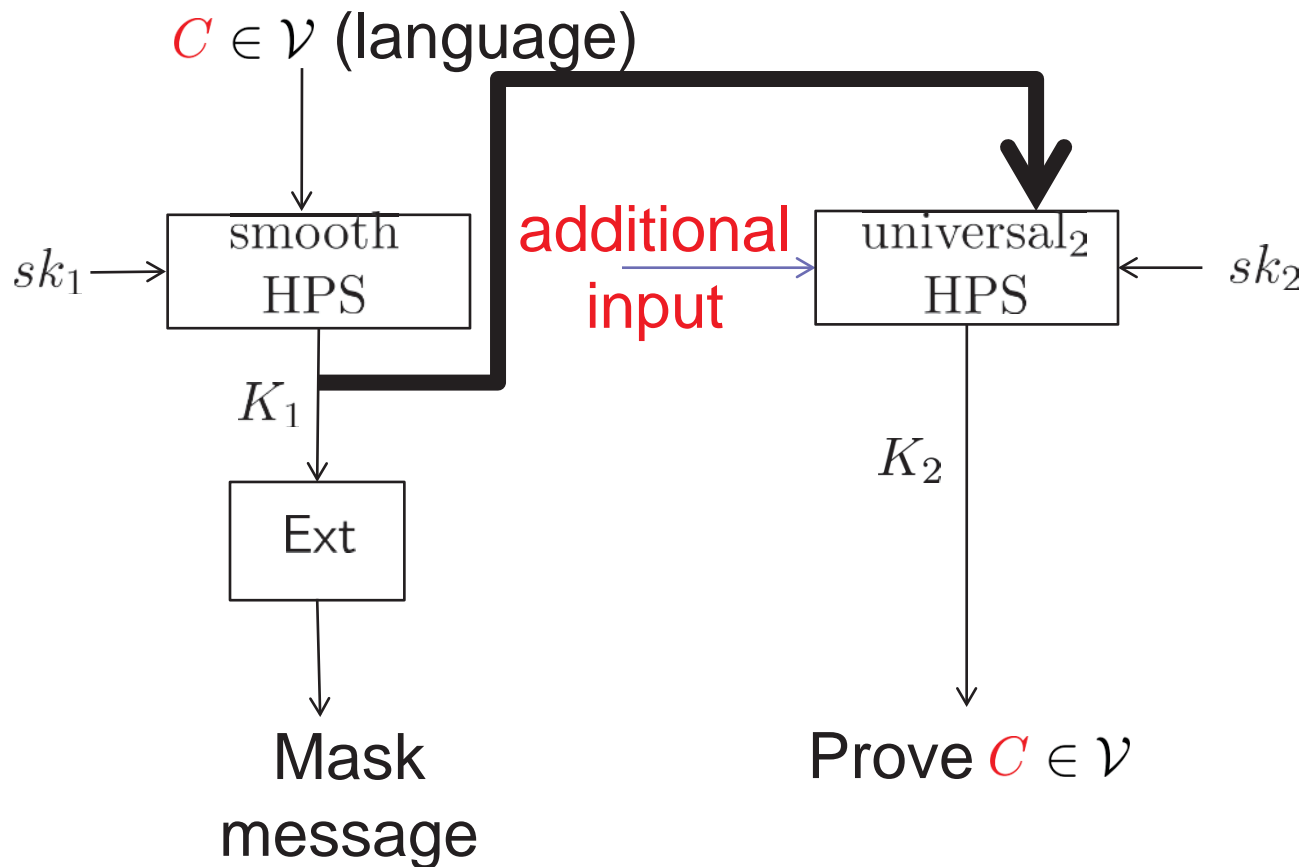 C ∈ 𝒱 (language)
smooth
HPS
sk₁
additional
input
universal₂
HPS
sk₂
K₁
K₂
Ext
Mask
message
Prove C ∈ 𝒱